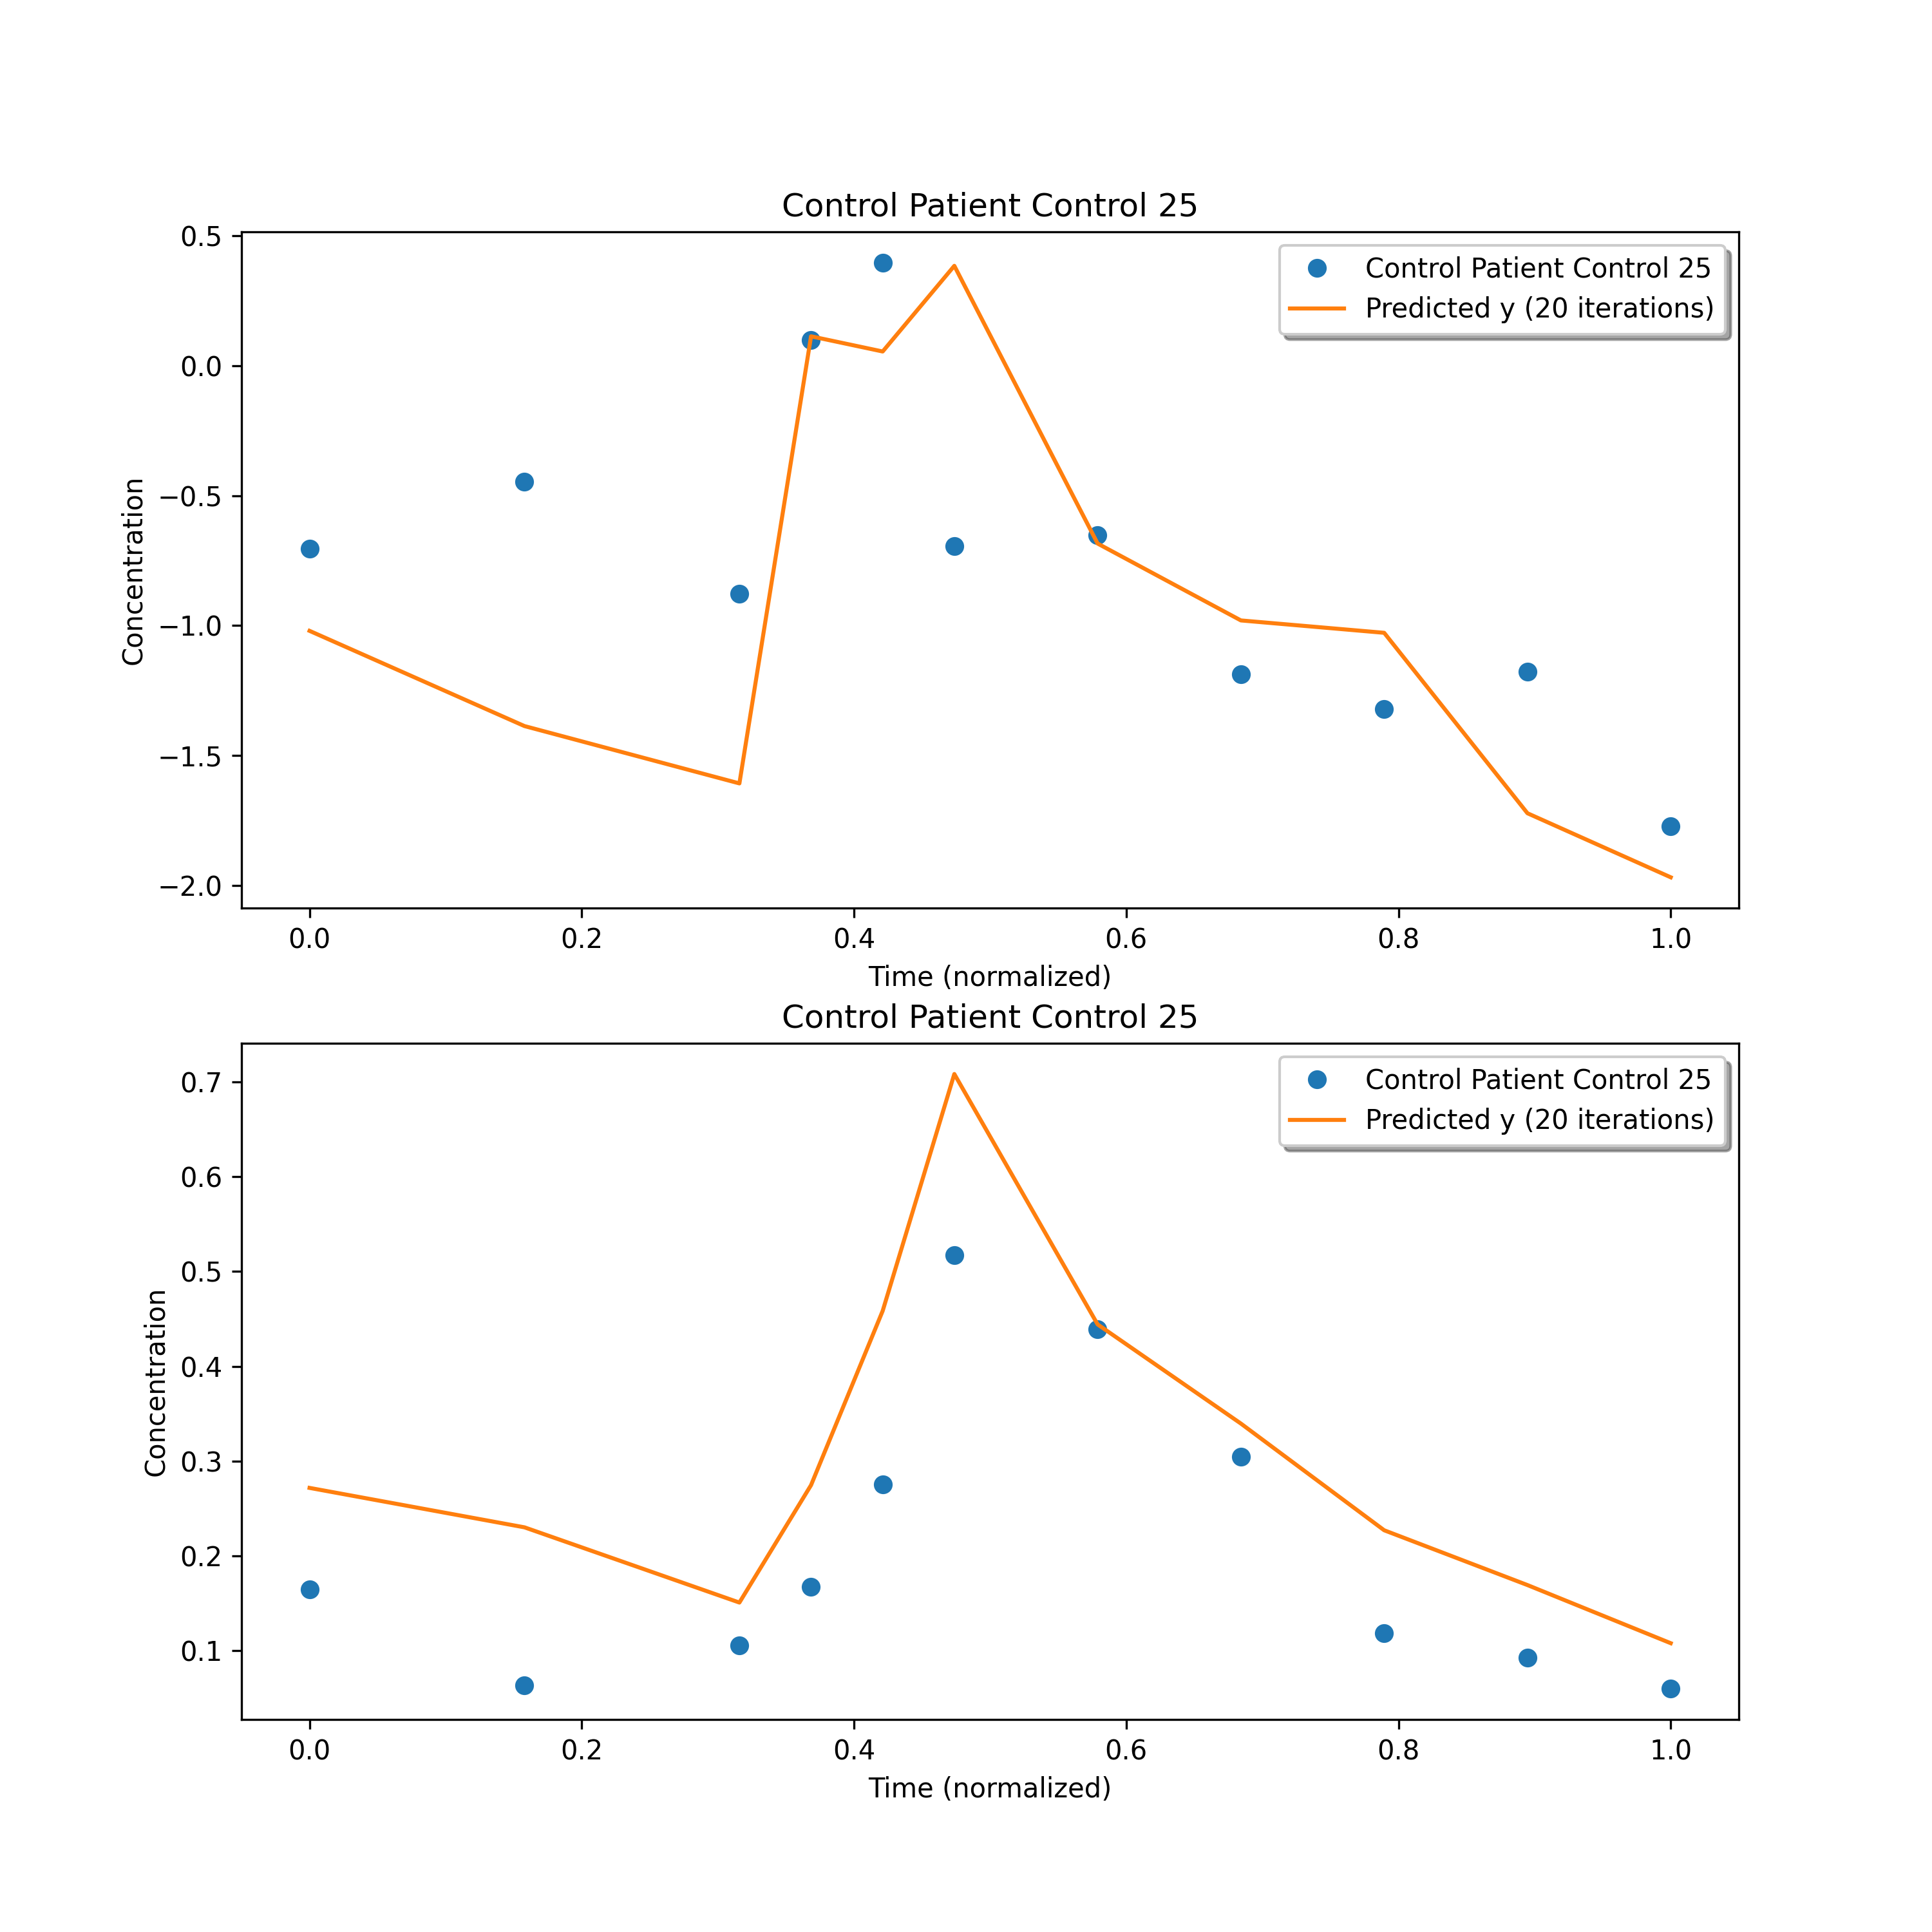 Control Patient Control 25
0.5
0.0
−0.5
−1.0
−1.5
−2.0
Concentration
Control Patient Control 25
Predicted y (20 iterations)
0.0 0.2 0.4 0.6 0.8 1.0
Time (normalized)
Control Patient Control 25
0.7
0.6
0.5
0.4
0.3
0.2
0.1
Concentration
Control Patient Control 25
Predicted y (20 iterations)
0.0 0.2 0.4 0.6 0.8 1.0
Time (normalized)